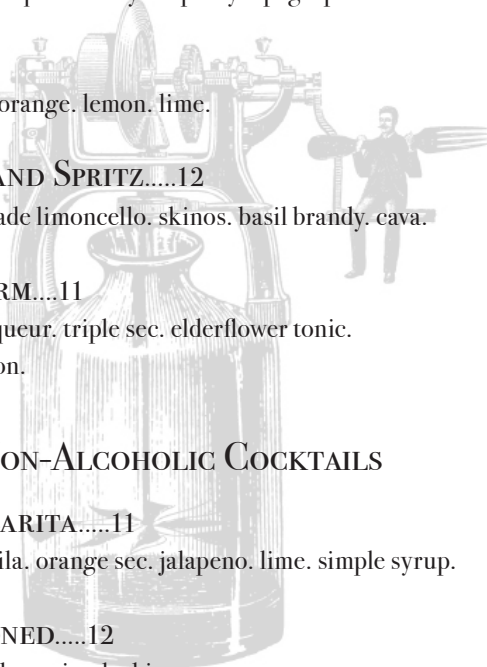 orange. lemon. lime.
AND SPRITZ.....12
ade limoncello. skinos. basil brandy. cava.
RM....11
queur. triple sec. elderflower tonic.
on.
ON-ALCOHOLIC COCKTAILS
ARITA.....11
ila. orange sec. jalapeno. lime. simple syrup.
NED.....12